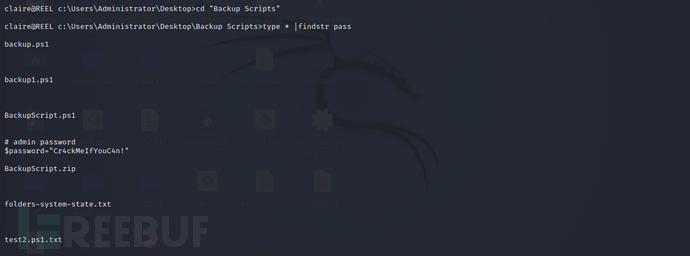 claire@REEL c:\Users\Administrator\Desktop>cd "Backup Scripts"
claire@REEL c:\Users\Administrator\Desktop\Backup Scripts>type * |findstr pass
backup.ps1
backup1.ps1
BackupScript.ps1
# admin password
$password="Cr4ckMeIfYouC4n!"
BackupScript.zip
folders-system-state.txt
test2.ps1.txt
FREEBUF